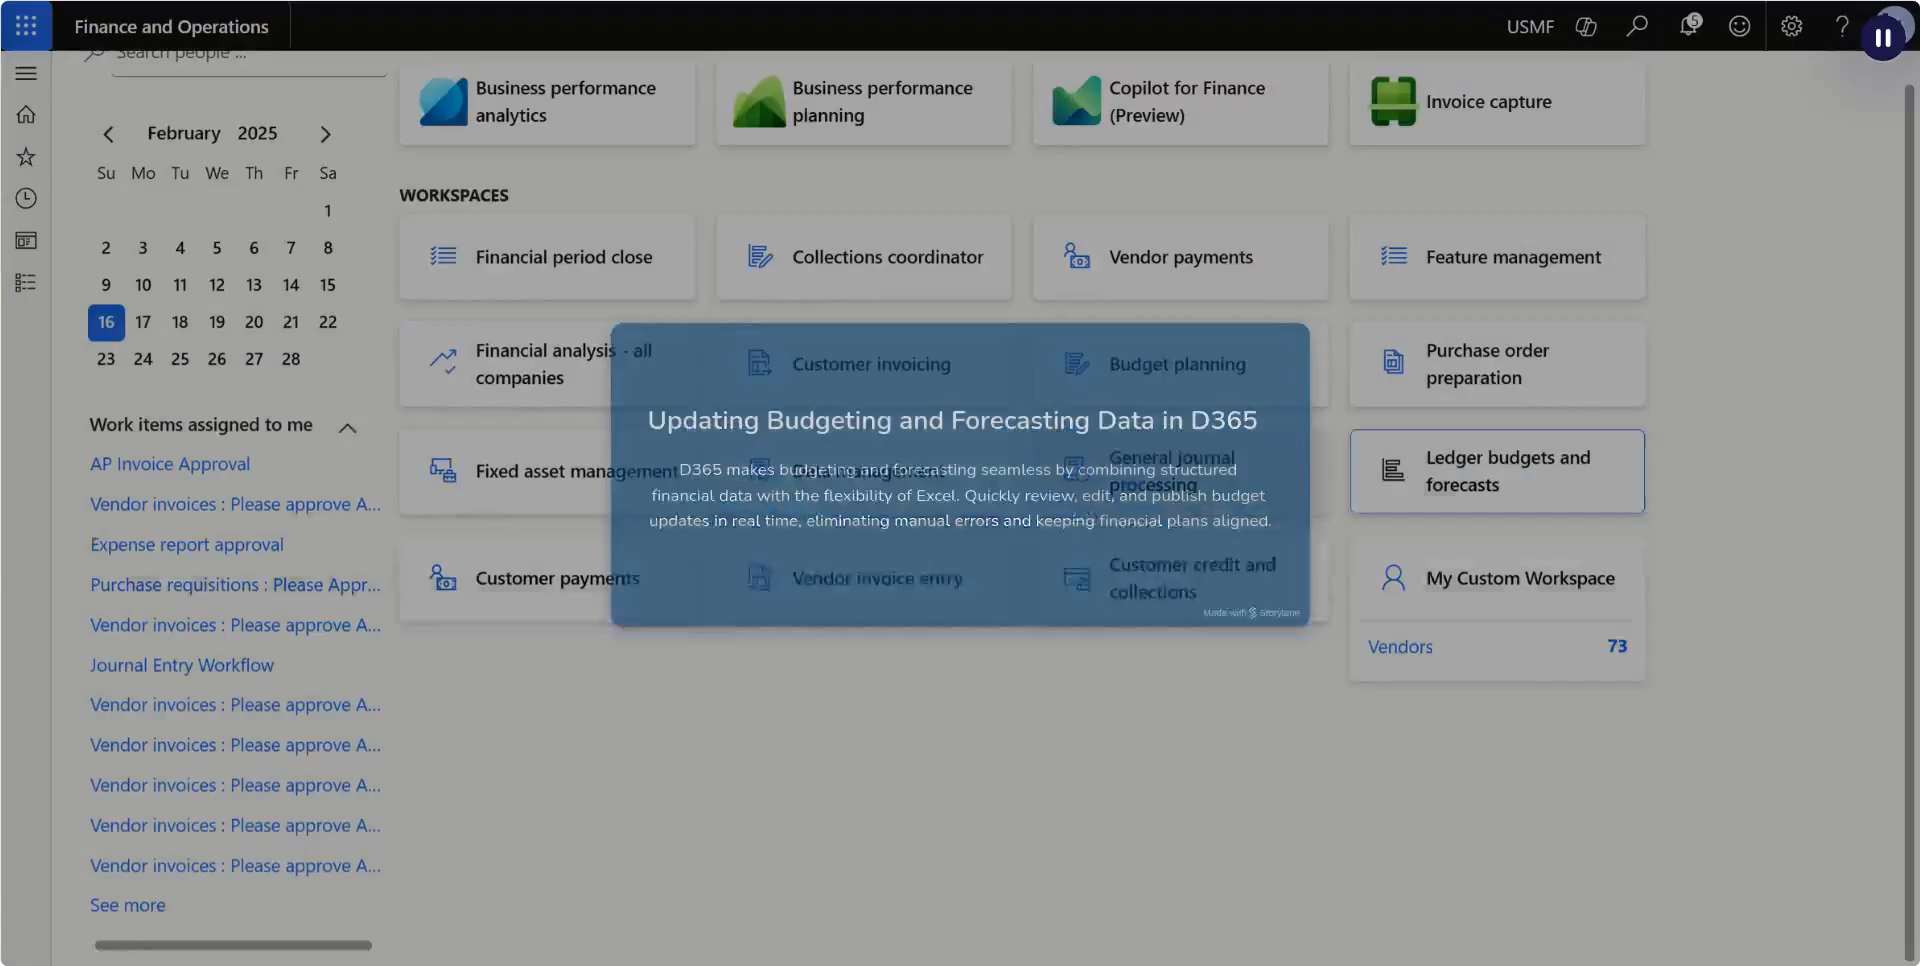 Finance and Operations
USMF
5
Search people ...
February 2025
Su Mo Tu We Th Fr Sa
1
2 3 4 5 6 7 8
9 10 11 12 13 14 15
16 17 18 19 20 21 22
23 24 25 26 27 28
Work items assigned to me
AP Invoice Approval
Vendor invoices : Please approve A...
Expense report approval
Purchase requisitions : Please Appr...
Vendor invoices : Please approve A...
Journal Entry Workflow
Vendor invoices : Please approve A...
Vendor invoices : Please approve A...
Vendor invoices : Please approve A...
Vendor invoices : Please approve A...
Vendor invoices : Please approve A...
See more
Business performance
analytics
Business performance
planning
Copilot for Finance
(Preview)
Invoice capture
WORKSPACES
Financial period close
Collections coordinator
Vendor payments
Feature management
Financial analysis - all
companies
Customer invoicing
Budget planning
Purchase order
preparation
Fixed asset management
Data management
General journal
processing
Ledger budgets and
forecasts
Customer payments
Vendor invoice entry
Customer credit and
collections
My Custom Workspace
Vendors 73
Updating Budgeting and Forecasting Data in D365
D365 makes budgeting and forecasting seamless by combining structured
financial data with the flexibility of Excel. Quickly review, edit, and publish budget
updates in real time, eliminating manual errors and keeping financial plans aligned.
Made with Storylane